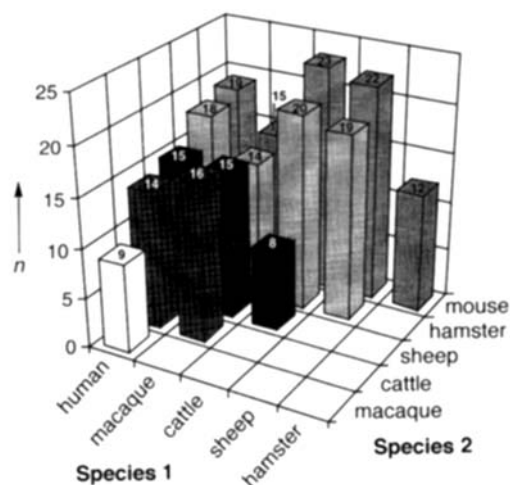 25
20
15
10
5
0
n
15
22
20
19
14
15
15
14
16
12
8
9
human
macaque
cattle
sheep
hamster
mouse
hamster
sheep
cattle
macaque
Species 1
Species 2